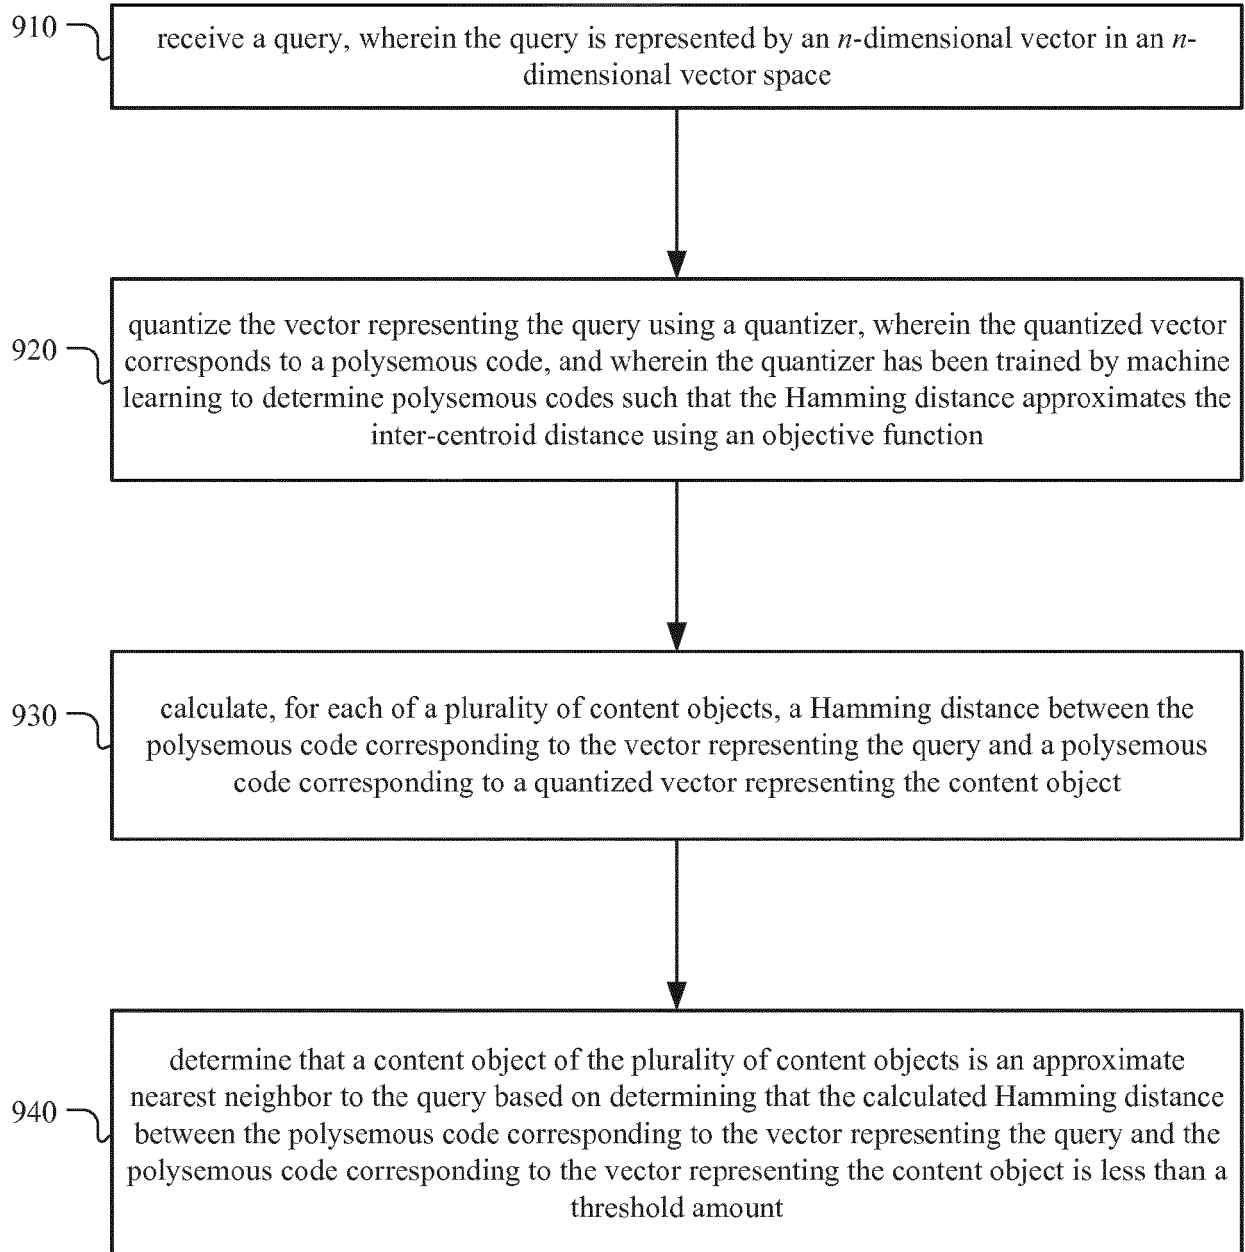 910
receive a query, wherein the query is represented by an n-dimensional vector in an n-
dimensional vector space
920
quantize the vector representing the query using a quantizer, wherein the quantized vector
corresponds to a polysemous code, and wherein the quantizer has been trained by machine
learning to determine polysemous codes such that the Hamming distance approximates the
inter-centroid distance using an objective function
930
calculate, for each of a plurality of content objects, a Hamming distance between the
polysemous code corresponding to the vector representing the query and a polysemous
code corresponding to a quantized vector representing the content object
940
determine that a content object of the plurality of content objects is an approximate
nearest neighbor to the query based on determining that the calculated Hamming distance
between the polysemous code corresponding to the vector representing the query and the
polysemous code corresponding to the vector representing the content object is less than a
threshold amount